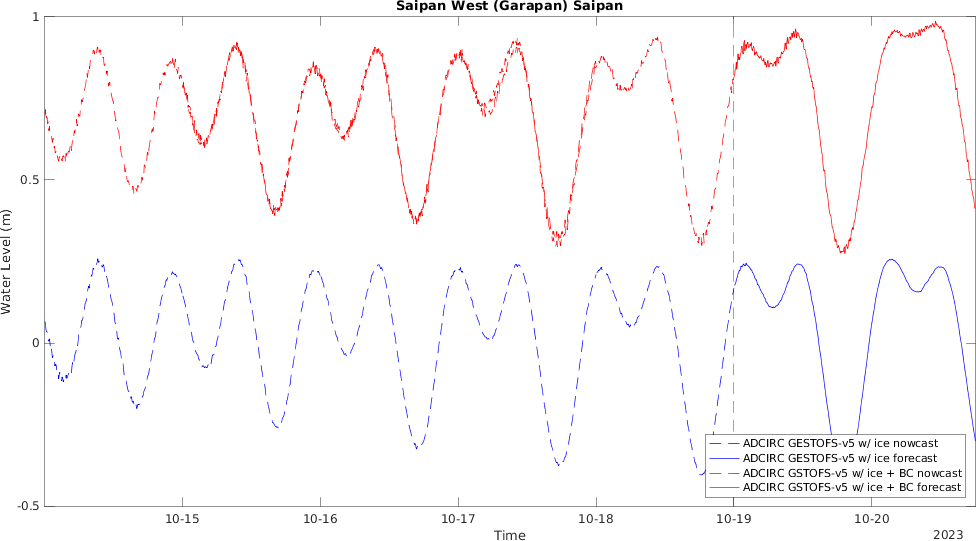 Saipan West (Garapan) Saipan
1
0.5
0
-0.5
Water Level (m)
ADCIRC GESTOFS-v5 w/ ice nowcast
ADCIRC GESTOFS-v5 w/ ice forecast
ADCIRC GSTOFS-v5 w/ ice + BC nowcast
ADCIRC GSTOFS-v5 w/ ice + BC forecast
10-15 10-16 10-17 10-18 10-19 10-20
Time
2023